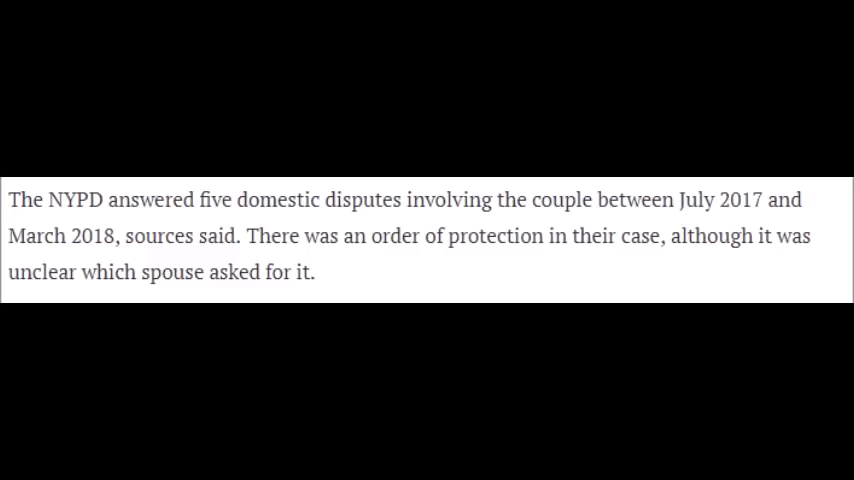 The NYPD answered five domestic disputes involving the couple between July 2017 and
March 2018, sources said. There was an order of protection in their case, although it was
unclear which spouse asked for it.